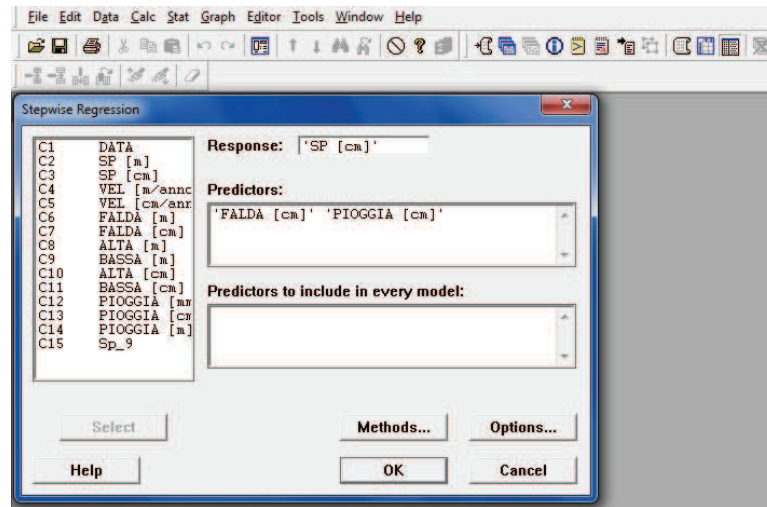 File Edit Data Calc Stat Graph Editor Tools Window Help
Stepwise Regression
C1 DATA
C2 SP [m]
C3 SP [cm]
C4 VEL [m/anno
C5 VEL [cm/ann
C6 FALDA [m]
C7 FALDA [cm]
C8 ALTA [m]
C9 BASSA [m]
C10 ALTA [cm]
C11 BASSA [cm]
C12 PIOGGIA [mm
C13 PIOGGIA [cm
C14 PIOGGIA [m]
C15 Sp_9
Response: 'SP [cm]'
Predictors:
'FALDA [cm]' 'PIOGGIA [cm]'
Predictors to include in every model:
Select
Methods...
Options...
Help
OK
Cancel